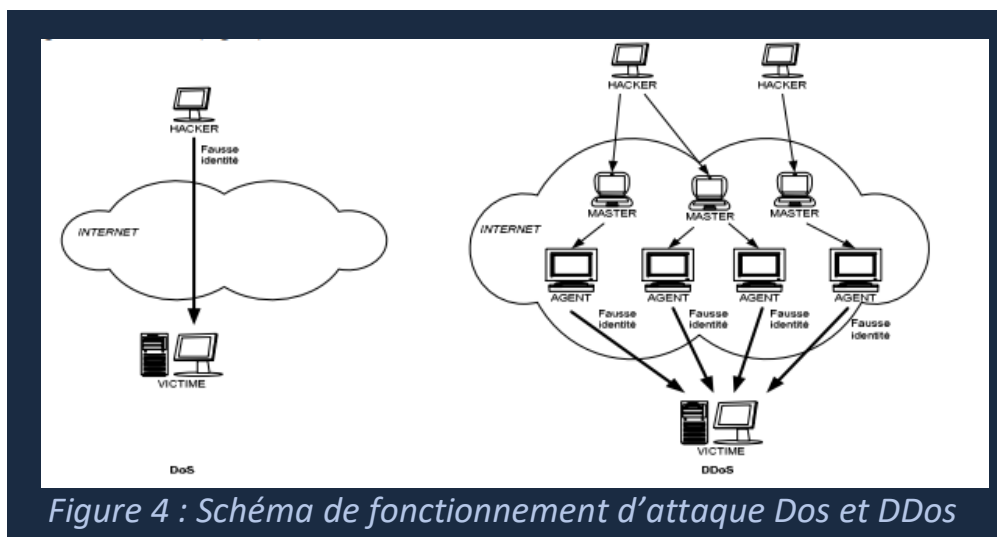 HACKER
Fausse
identité
INTERNET
VICTIME
DoS
HACKER
HACKER
MASTER
MASTER
MASTER
INTERNET
AGENT
AGENT
AGENT
AGENT
Fausse
identité
Fausse
identité
Fausse
identité
Fausse
identité
VICTIME
DDoS
Figure 4 : Schéma de fonctionnement d’attaque Dos et DDos